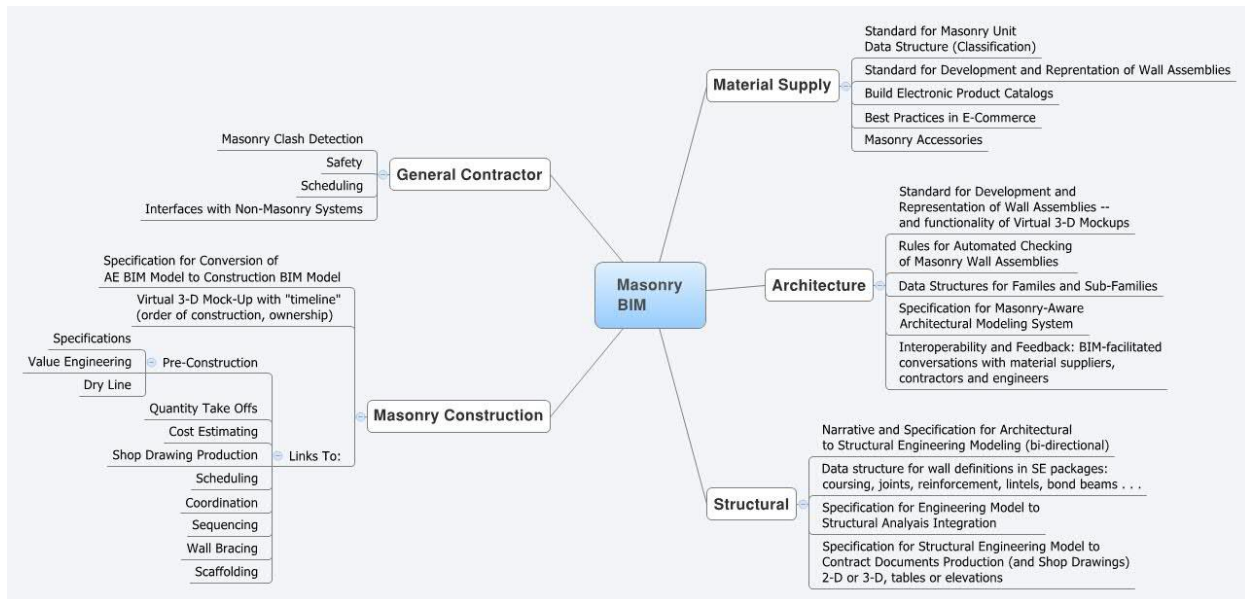 Masonry
BIM
Material Supply
Standard for Masonry Unit
Data Structure (Classification)
Standard for Development and Reprentation of Wall Assemblies
Build Electronic Product Catalogs
Best Practices in E-Commerce
Masonry Accessories
General Contractor
Masonry Clash Detection
Safety
Scheduling
Interfaces with Non-Masonry Systems
Architecture
Standard for Development and
Representation of Wall Assemblies --
and functionality of Virtual 3-D Mockups
Rules for Automated Checking
of Masonry Wall Assemblies
Data Structures for Familes and Sub-Families
Specification for Masonry-Aware
Architectural Modeling System
Interoperability and Feedback: BIM-facilitated
conversations with material suppliers,
contractors and engineers
Masonry Construction
Specification for Conversion of
AE BIM Model to Construction BIM Model
Virtual 3-D Mock-Up with "timeline"
(order of construction, ownership)
Links To:
Pre-Construction
Specifications
Value Engineering
Dry Line
Quantity Take Offs
Cost Estimating
Shop Drawing Production
Scheduling
Coordination
Sequencing
Wall Bracing
Scaffolding
Structural
Narrative and Specification for Architectural
to Structural Engineering Modeling (bi-directional)
Data structure for wall definitions in SE packages:
coursing, joints, reinforcement, lintels, bond beams . . .
Specification for Engineering Model to
Structural Analyais Integration
Specification for Structural Engineering Model to
Contract Documents Production (and Shop Drawings)
2-D or 3-D, tables or elevations